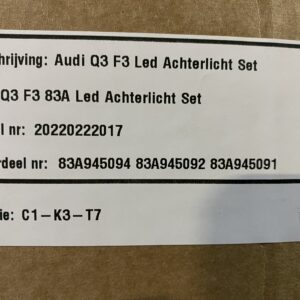 hrijving: Audi Q3 F3 Led Achterlicht Set
Q3 F3 83A Led Achterlicht Set
l nr: 20220222017
rdeel nr: 83A945094 83A945092 83A945091
ie: C1-K3-T7